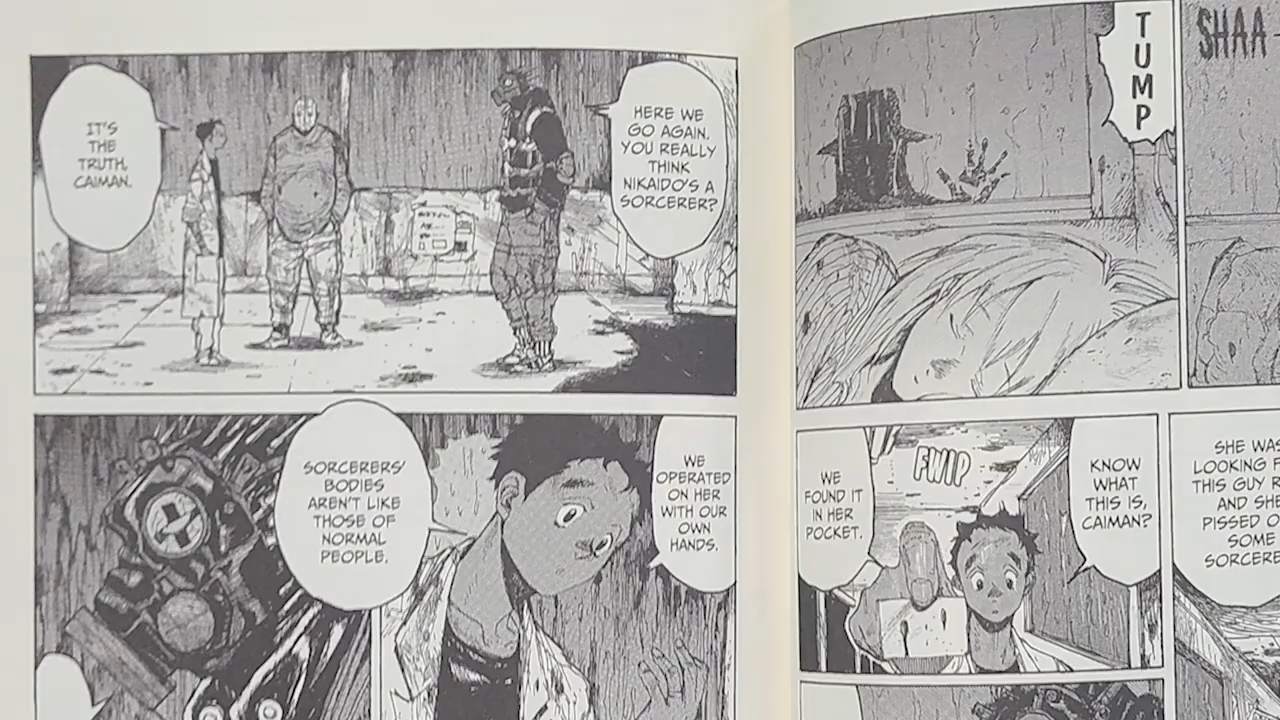 SHAA
TUMP
SHE WAS
LOOKING
THIS GUY
AND SHE
PISSED
SOME
KNOW
WHAT
THIS IS,
CAIMAN?
FWIP
WE
FOUND IT
IN HER
POCKET.
HERE WE
GO AGAIN.
YOU REALLY
THINK
NIKAIDO'S A
SORCERER?
IT'S
THE
TRUTH,
CAIMAN.
WE
OPERATED
ON HER
WITH OUR
OWN
HANDS.
SORCERERS'
BODIES
AREN'T LIKE
THOSE OF
NORMAL
PEOPLE.